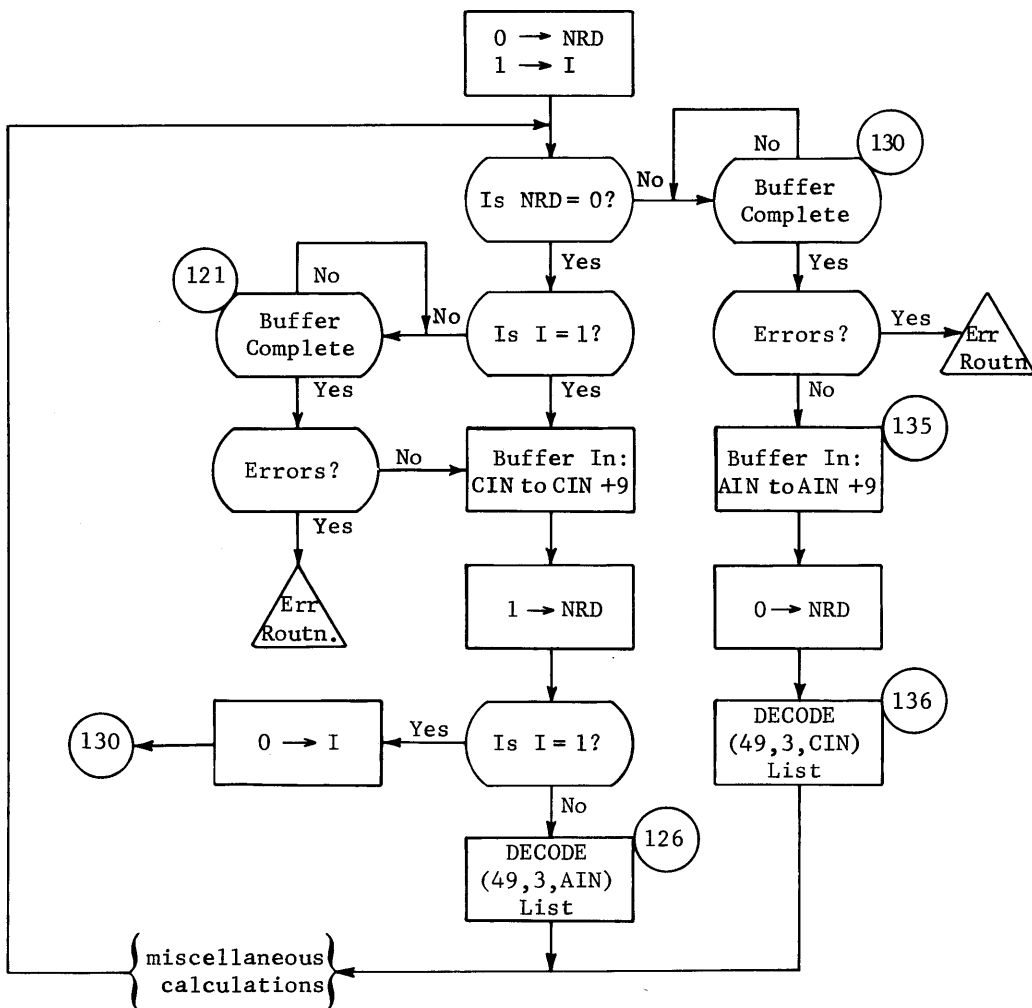 0 → NRD
1 → I
No
130
Is NRD = 0?
No
Buffer
Complete
Yes
Yes
121
No
Buffer
Complete
No
Is I = 1?
Errors?
Yes
Err
Routn
Yes
Yes
No
135
Errors?
No
Buffer In:
CIN to CIN +9
Buffer In:
AIN to AIN +9
Yes
Err
Routn.
1 → NRD
0 → NRD
136
130
0 → I
Yes
Is I = 1?
DECODE
(49,3,CIN)
List
No
126
DECODE
(49,3,AIN)
List
{miscellaneous
calculations}